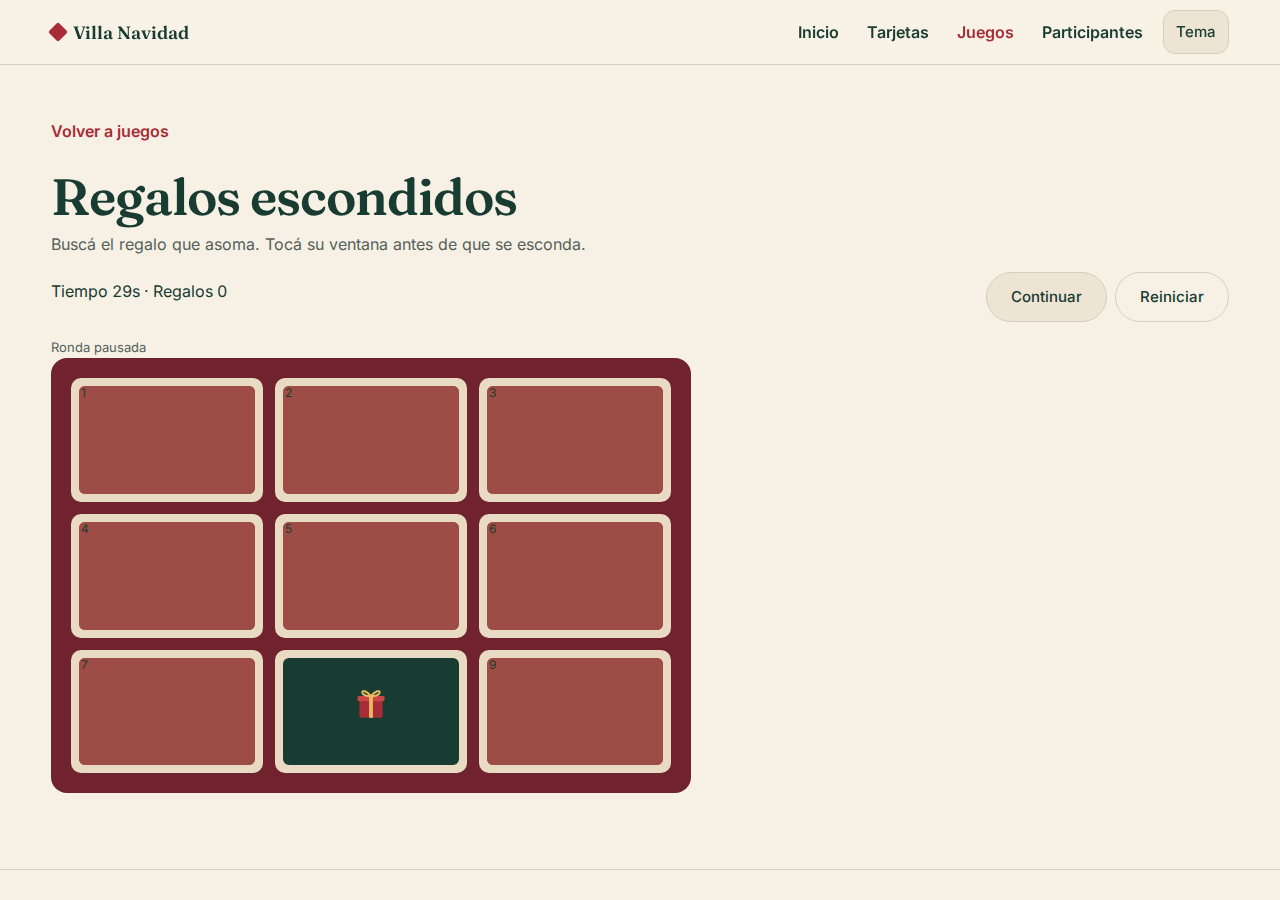 Villa Navidad
Inicio Tarjetas Juegos Participantes Tema
Volver a juegos
Regalos escondidos
Buscá el regalo que asoma. Tocá su ventana antes de que se esconda.
Tiempo 29s · Regalos 0
Continuar Reiniciar
Ronda pausada
1 2 3
4 5 6
7 9